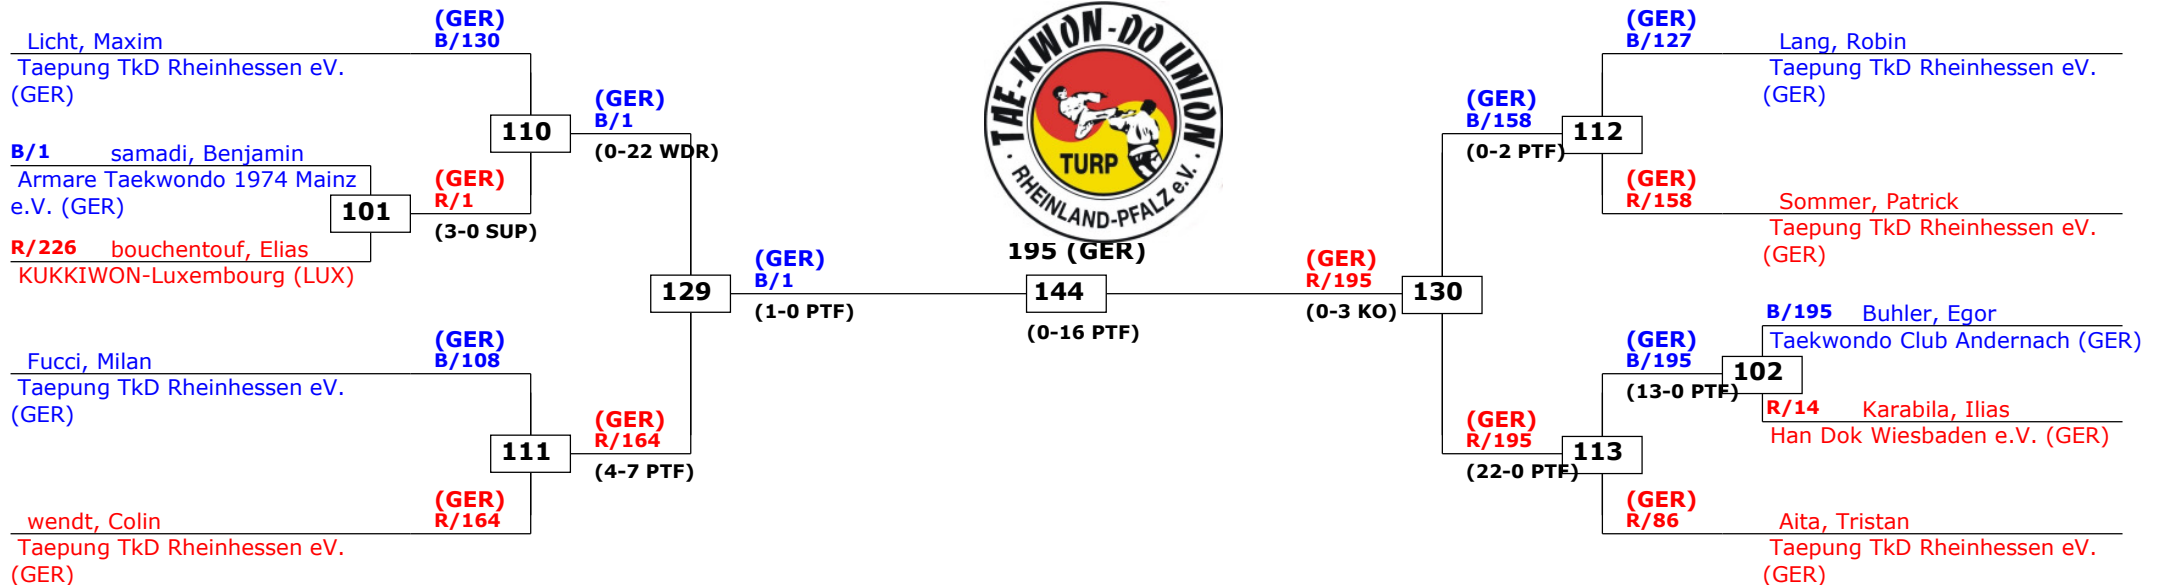 (GER)
B/130
Licht, Maxim
Taepung TkD Rheinhessen eV.
(GER)
110
(GER)
B/1
(0-22 WDR)
B/1 samadi, Benjamin
Armare Taekwondo 1974 Mainz
e.V. (GER)
101
(GER)
R/1
(3-0 SUP)
R/226 bouchentouf, Elias
KUKKIWON-Luxembourg (LUX)
129
(GER)
B/1
(1-0 PTF)
(GER)
B/108
Fucci, Milan
Taepung TkD Rheinhessen eV.
(GER)
111
(GER)
R/164
(4-7 PTF)
(GER)
R/164
wendt, Colin
Taepung TkD Rheinhessen eV.
(GER)
TAE-KWON-DO UNION
TURP
· RHEINLAND-PFALZ e.V. ·
195 (GER)
144
(0-16 PTF)
(GER)
R/195
(0-3 KO)
130
(GER)
B/158
(0-2 PTF)
112
(GER)
B/127
Lang, Robin
Taepung TkD Rheinhessen eV.
(GER)
(GER)
R/158
Sommer, Patrick
Taepung TkD Rheinhessen eV.
(GER)
B/195 Buhler, Egor
Taekwondo Club Andernach (GER)
(GER)
B/195
(13-0 PTF)
102
R/14 Karabila, Ilias
Han Dok Wiesbaden e.V. (GER)
(GER)
R/195
(22-0 PTF)
113
(GER)
R/86
Aita, Tristan
Taepung TkD Rheinhessen eV.
(GER)